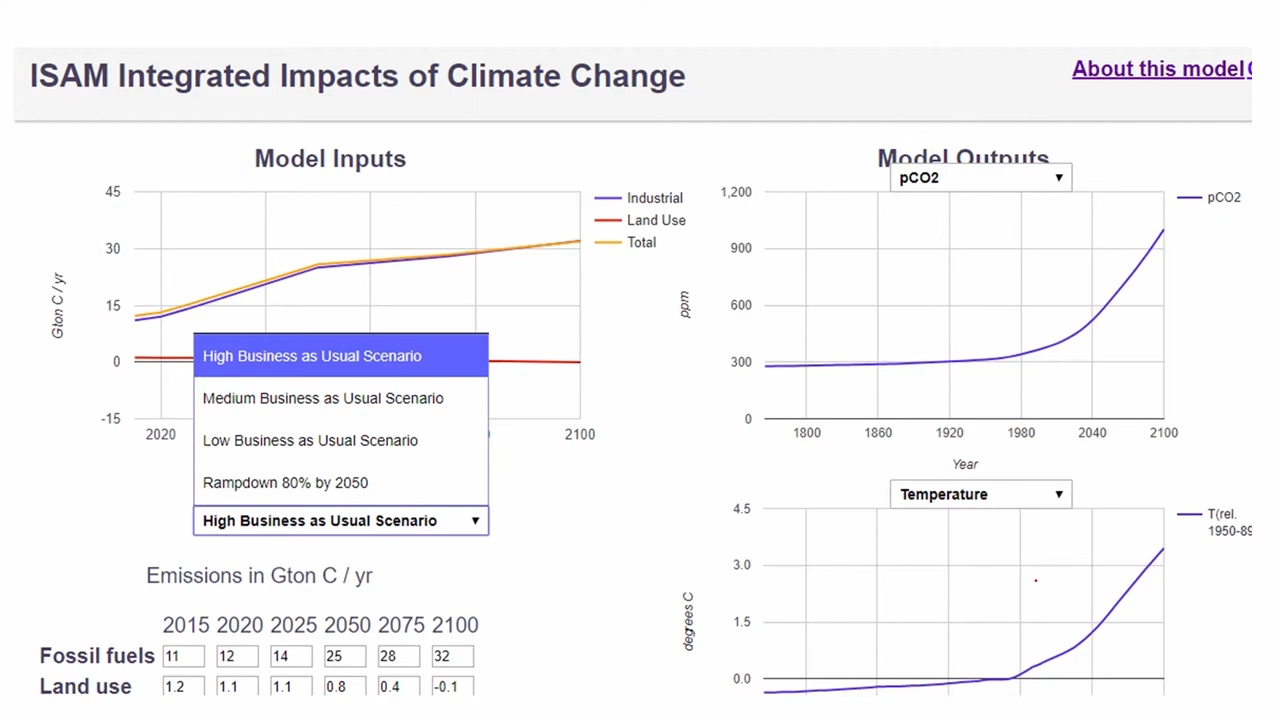 ISAM Integrated Impacts of Climate Change
About this model
Model Inputs
45
30
15
0
-15
Gton C / yr
2020
2100
Industrial
Land Use
Total
High Business as Usual Scenario
Medium Business as Usual Scenario
Low Business as Usual Scenario
Rampdown 80% by 2050
High Business as Usual Scenario
Emissions in Gton C / yr
2015 2020 2025 2050 2075 2100
Fossil fuels 11 12 14 25 28 32
Land use 1.2 1.1 1.1 0.8 0.4 -0.1
Model Outputs
pCO2
1,200
900
600
300
0
ppm
1800 1860 1920 1980 2040 2100
Year
pCO2
Temperature
4.5
3.0
1.5
0.0
degrees C
T(rel.
1950-89